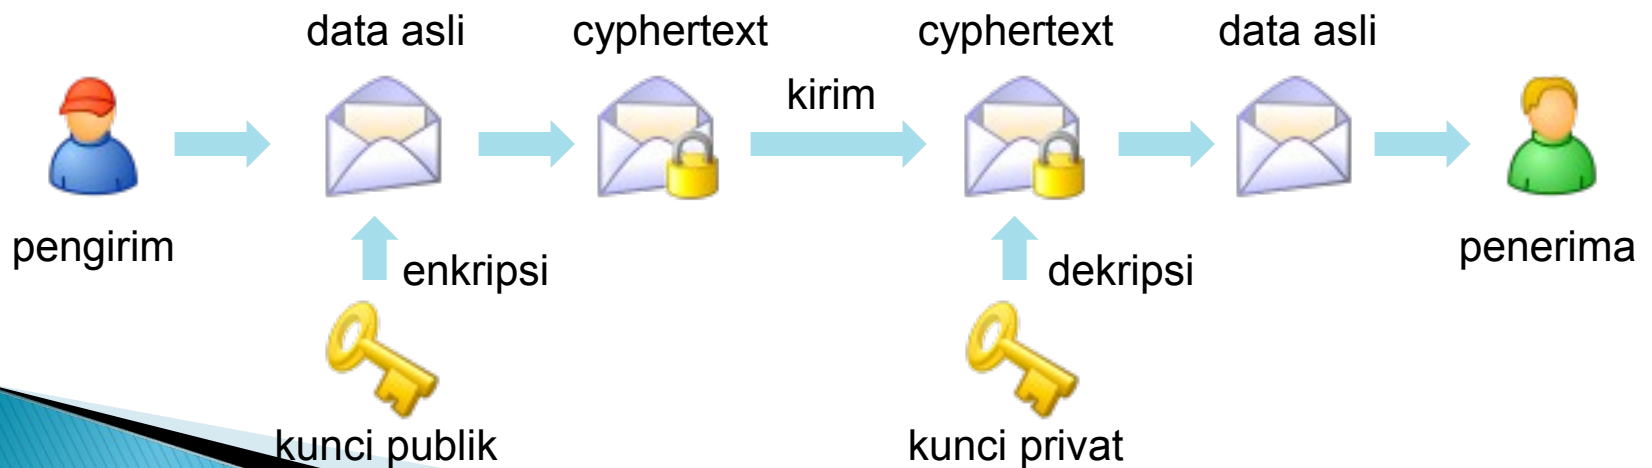 data asli
cyphertext
cyphertext
data asli
kirim
pengirim
enkripsi
dekripsi
penerima
kunci publik
kunci privat